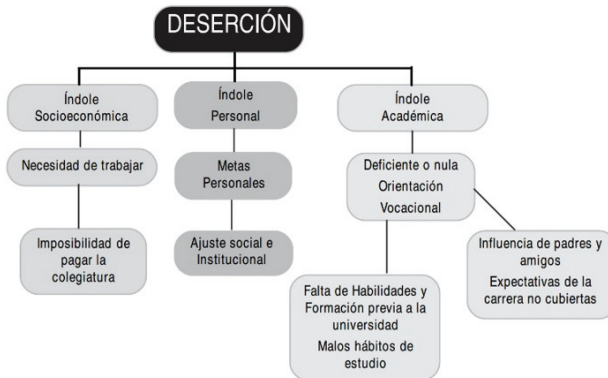 DESERCIÓN
Índole
Socioeconómica
Índole
Personal
Índole
Académica
Necesidad de trabajar
Metas
Personales
Deficiente o nula
Orientación
Vocacional
Imposibilidad de
pagar la
colegiatura
Ajuste social e
Institucional
Influencia de padres y
amigos
Expectativas de la
carrera no cubiertas
Falta de Habilidades y
Formación previa a la
universidad
Malos hábitos de
estudio